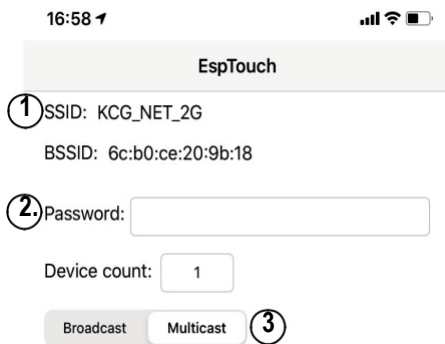 16:58
EspTouch
1 SSID: KCG_NET_2G
BSSID: 6c:b0:ce:20:9b:18
2. Password:
Device count: 1
Broadcast Multicast 3